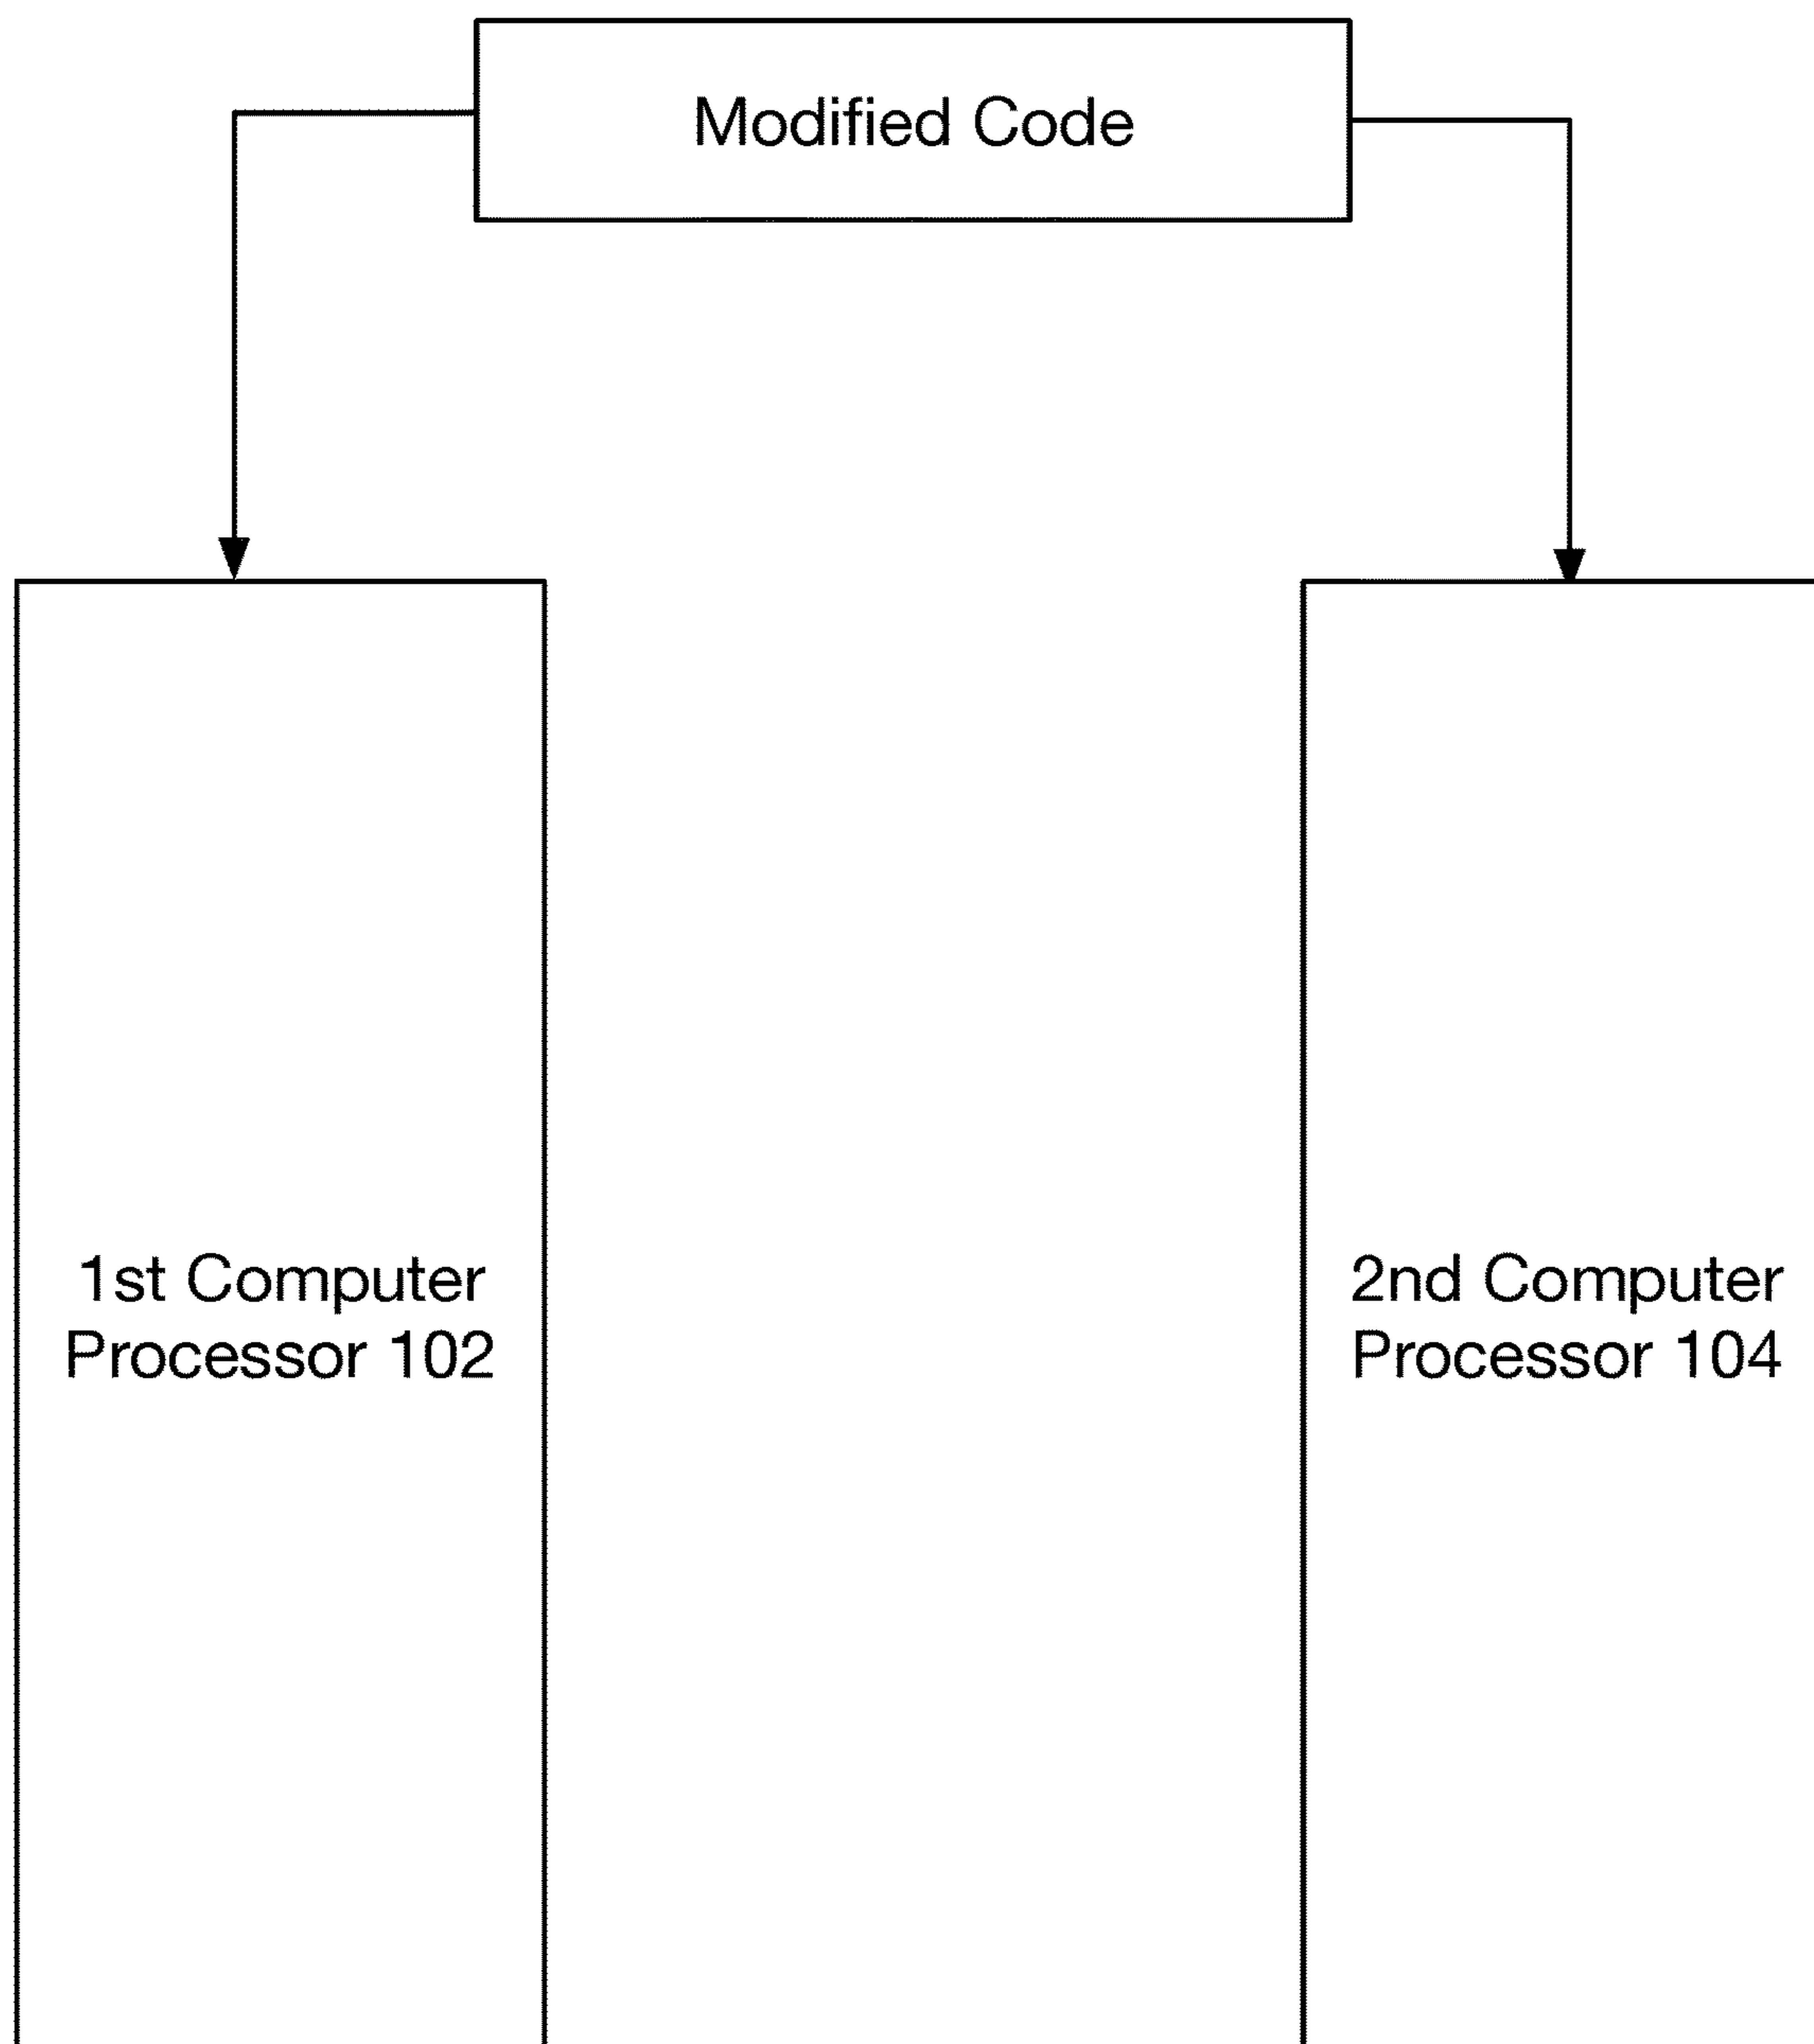 Modified Code
1st Computer
Processor 102
2nd Computer
Processor 104